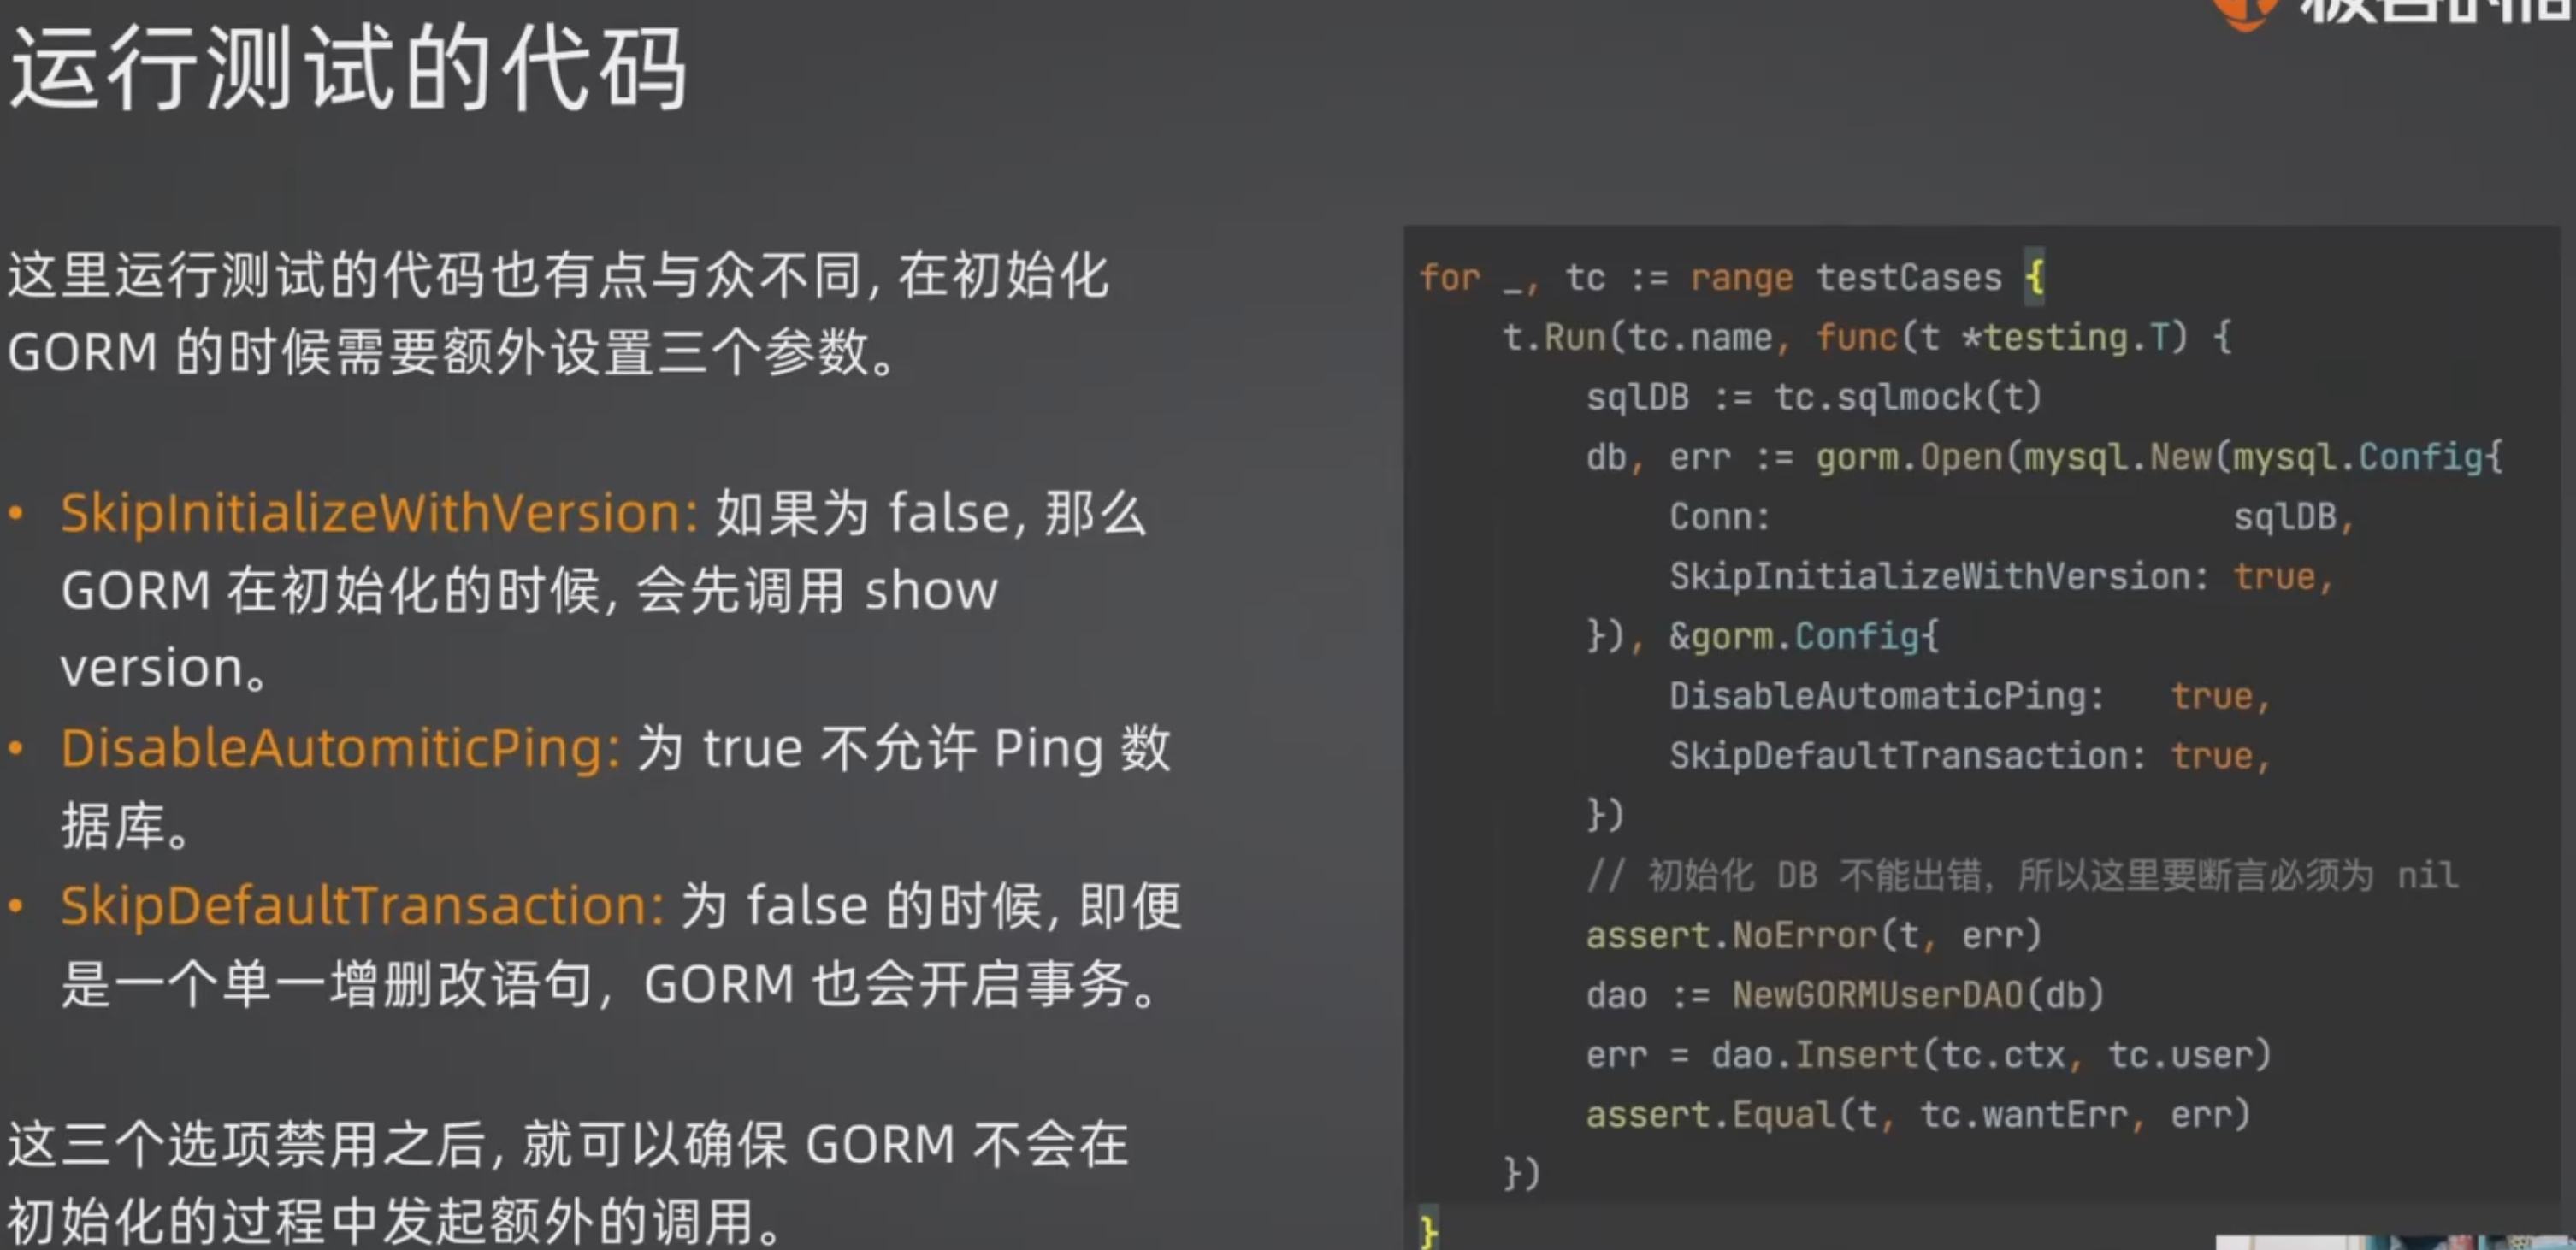 运行测试的代码
这里运行测试的代码也有点与众不同, 在初始化
GORM 的时候需要额外设置三个参数。
• SkipInitializeWithVersion: 如果为 false, 那么
GORM 在初始化的时候, 会先调用 show
version。
• DisableAutomiticPing: 为 true 不允许 Ping 数
据库。
• SkipDefaultTransaction: 为 false 的时候, 即便
是一个单一增删改语句，GORM 也会开启事务。
这三个选项禁用之后, 就可以确保 GORM 不会在
初始化的过程中发起额外的调用。
for _, tc := range testCases {
t.Run(tc.name, func(t *testing.T) {
sqlDB := tc.sqlmock(t)
db, err := gorm.Open(mysql.New(mysql.Config{
Conn: sqlDB,
SkipInitializeWithVersion: true,
}), &gorm.Config{
DisableAutomaticPing: true,
SkipDefaultTransaction: true,
})
// 初始化 DB 不能出错，所以这里要断言必须为 nil
assert.NoError(t, err)
dao := NewGORMUserDAO(db)
err = dao.Insert(tc.ctx, tc.user)
assert.Equal(t, tc.wantErr, err)
})
}